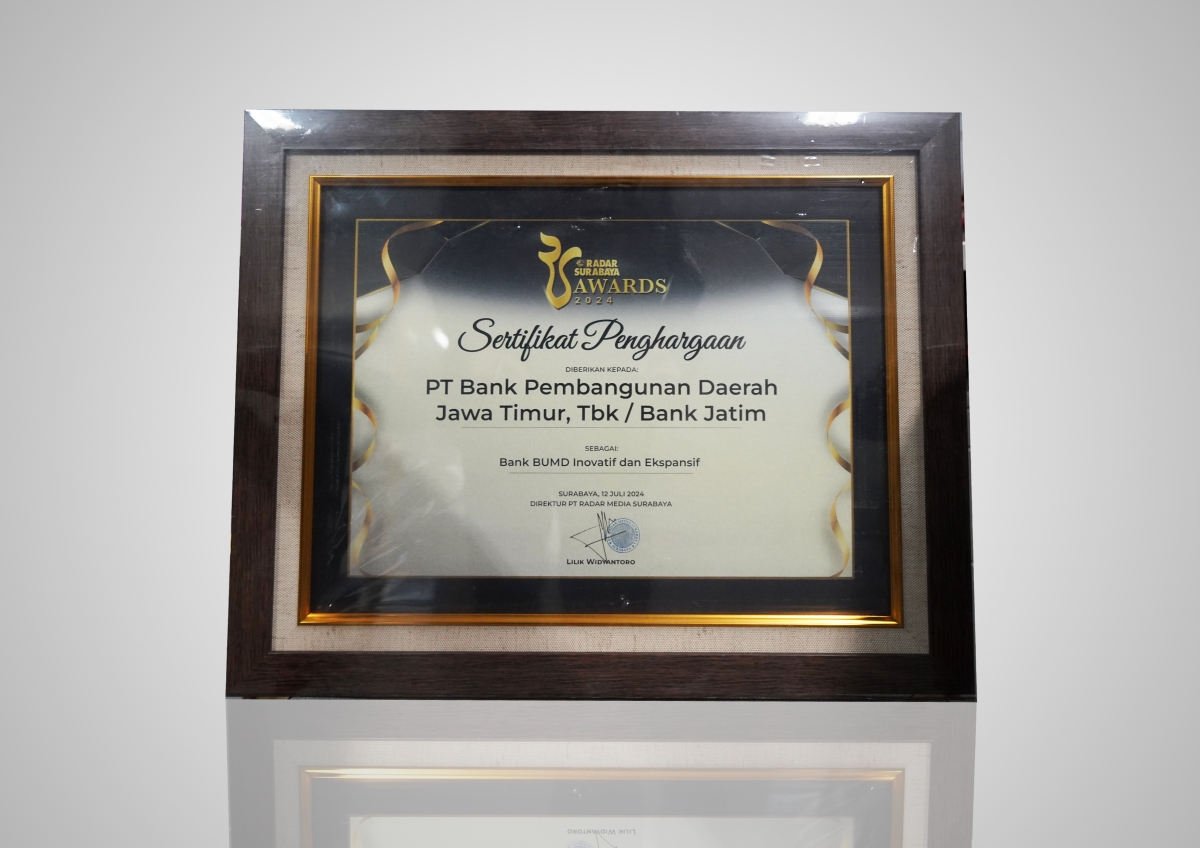 RADAR
SURABAYA
AWARDS
2024
Sertifikat Penghargaan
DIBERIKAN KEPADA:
PT Bank Pembangunan Daerah
Jawa Timur, Tbk / Bank Jatim
SEBAGAI:
Bank BUMD Inovatif dan Ekspansif
SURABAYA, 12 JULI 2024
DIREKTUR PT RADAR MEDIA SURABAYA
LILIK WIDYANTORO